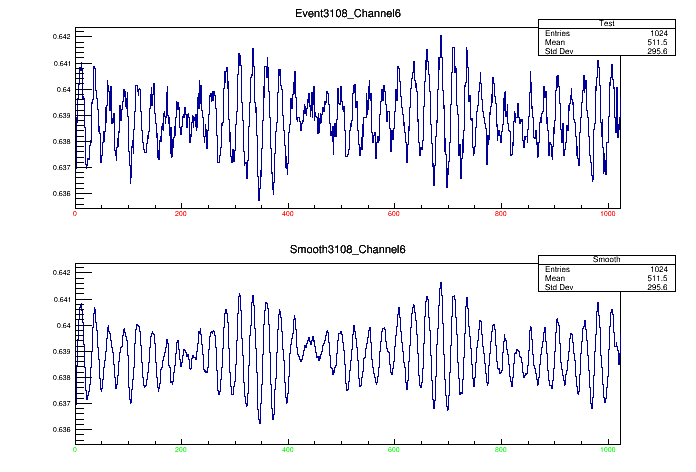 Event3108_Channel6
Test
Entries 1024
Mean 511.5
Std Dev 295.6
0.642
0.641
0.64
0.639
0.638
0.637
0.636
0 200 400 600 800 1000
Smooth3108_Channel6
Smooth
Entries 1024
Mean 511.5
Std Dev 295.6
0.642
0.641
0.64
0.639
0.638
0.637
0.636
0 200 400 600 800 1000